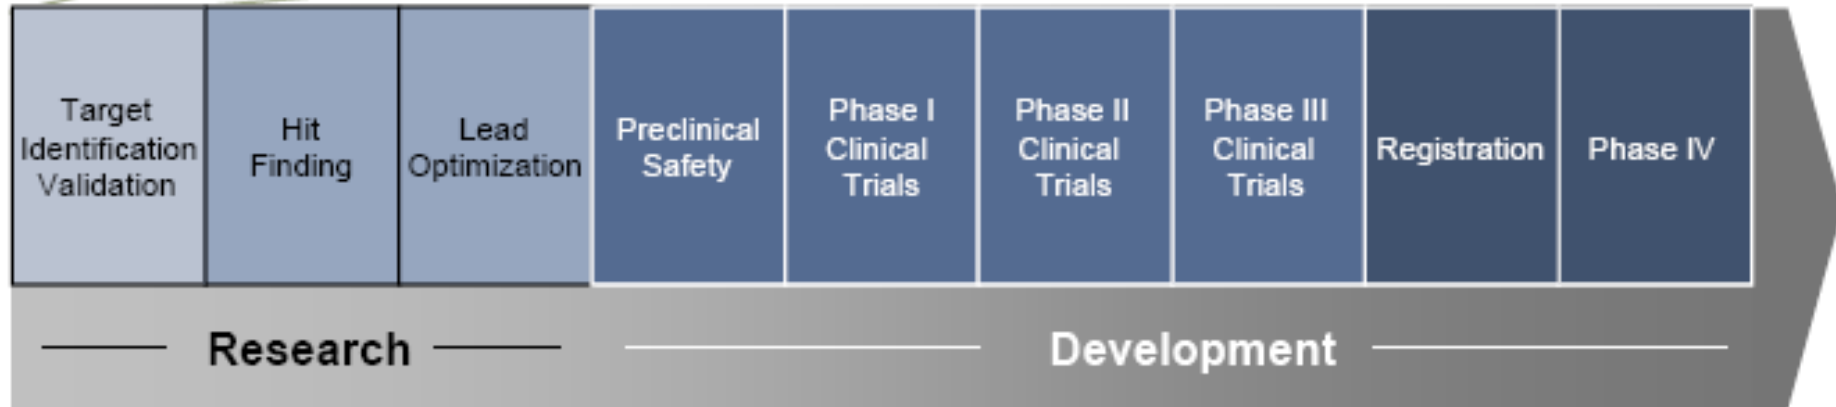 Target
Identification
Validation
Hit
Finding
Lead
Optimization
Preclinical
Safety
Phase I
Clinical
Trials
Phase II
Clinical
Trials
Phase III
Clinical
Trials
Registration
Phase IV
Research
Development